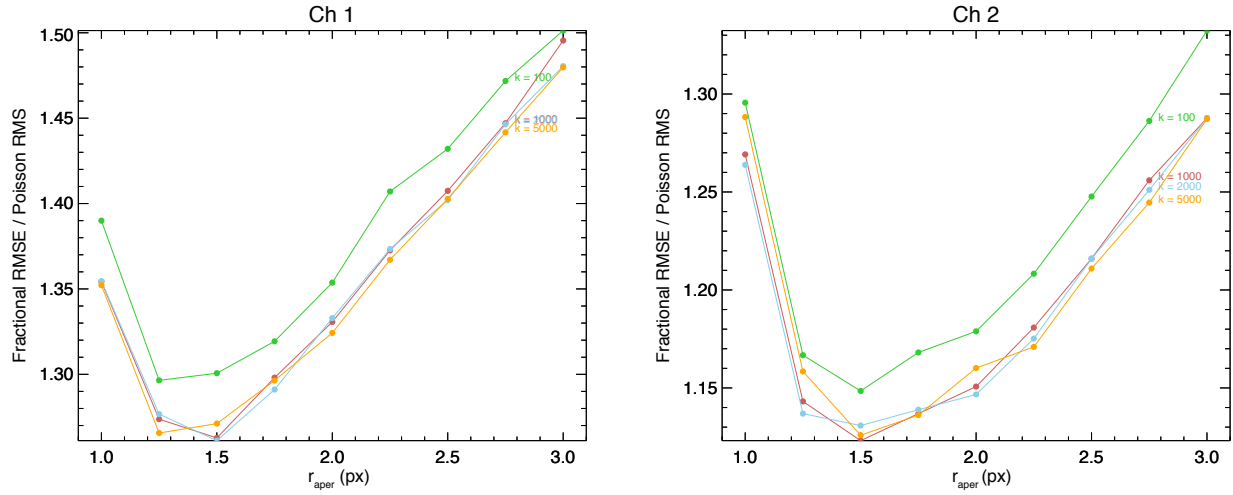 Ch 1
Fractional RMSE / Poisson RMS
1.50
1.45
1.40
1.35
1.30
k = 100
k = 1000
k = 5000
1.0
1.5
2.0
2.5
3.0
r_aper (px)
Ch 2
Fractional RMSE / Poisson RMS
1.30
1.25
1.20
1.15
k = 100
k = 1000
k = 2000
k = 5000
1.0
1.5
2.0
2.5
3.0
r_aper (px)